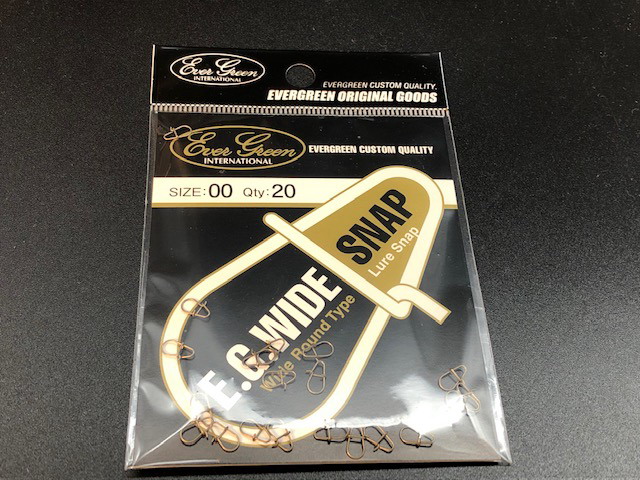 Ever Green
INTERNATIONAL
EVERGREEN CUSTOM QUALITY.
EVERGREEN ORIGINAL GOODS
Ever Green
INTERNATIONAL
EVERGREEN CUSTOM QUALITY
SIZE:00 Qty:20
E.G.WIDE SNAP
Wide Round Type Lure Snap